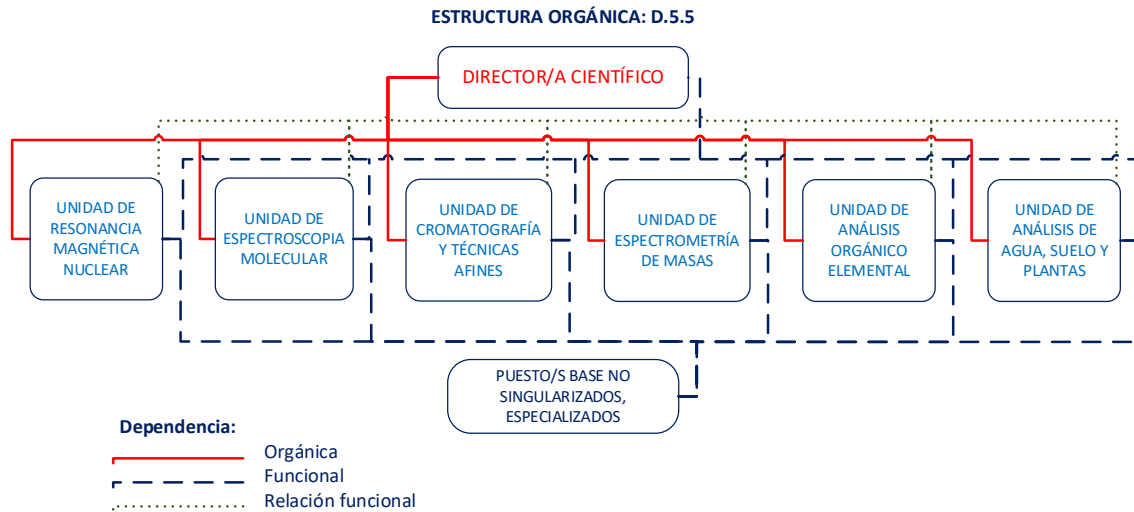 ESTRUCTURA ORGÁNICA: D.5.5
DIRECTOR/A CIENTÍFICO
UNIDAD DE
RESONANCIA
MAGNÉTICA
NUCLEAR
UNIDAD DE
ESPECTROSCOPIA
MOLECULAR
UNIDAD DE
CROMATOGRAFÍA
Y TÉCNICAS
AFINES
UNIDAD DE
ESPECTROMETRÍA
DE MASAS
UNIDAD DE
ANÁLISIS
ORGÁNICO
ELEMENTAL
UNIDAD DE
ANÁLISIS DE
AGUA, SUELO Y
PLANTAS
PUESTO/S BASE NO
SINGULARIZADOS,
ESPECIALIZADOS
Dependencia:
Orgánica
Funcional
Relación funcional